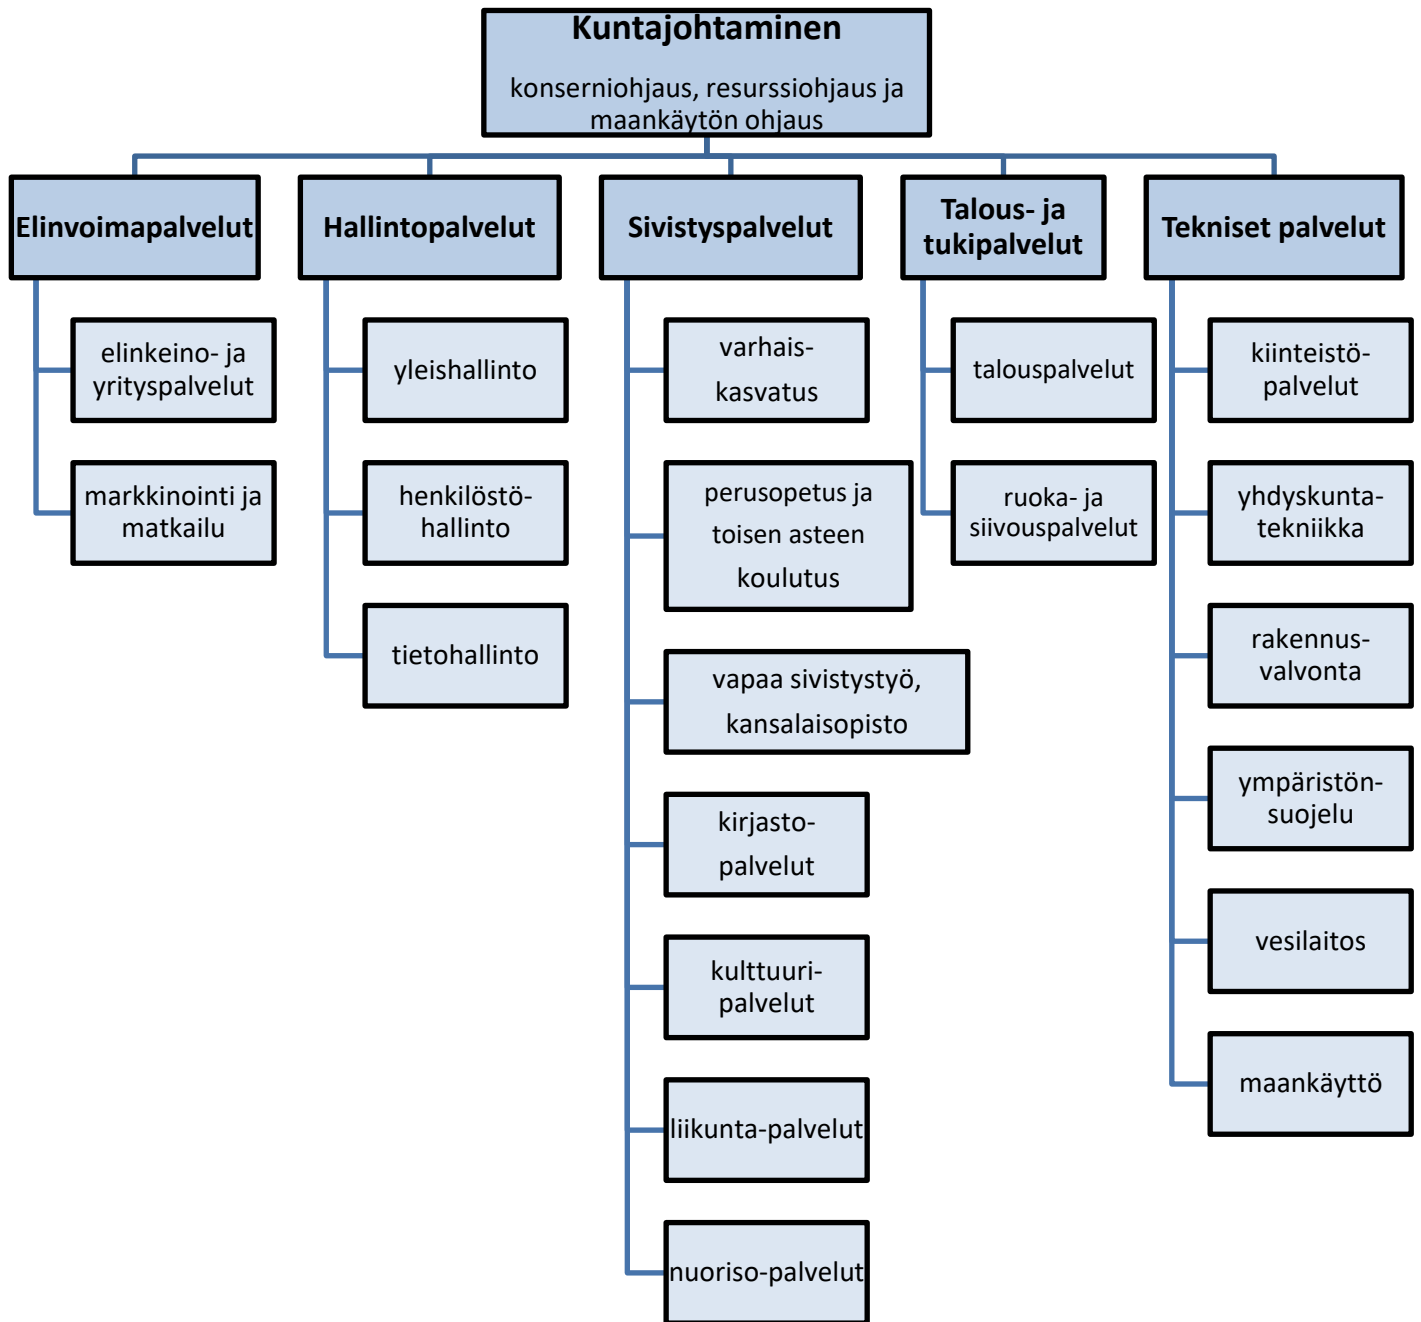 Kuntajohtaminen
konserniohjaus, resurssiohjaus ja
maankäytön ohjaus
Elinvoimapalvelut
elinkeino- ja
yrityspalvelut
markkinointi ja
matkailu
Hallintopalvelut
yleishallinto
henkilöstö-
hallinto
tietohallinto
Sivistyspalvelut
varhais-
kasvatus
perusopetus ja
toisen asteen
koulutus
vapaa sivistystyö,
kansalaisopisto
kirjasto-
palvelut
kulttuuri-
palvelut
liikunta-palvelut
nuoriso-palvelut
Talous- ja
tukipalvelut
talouspalvelut
ruoka- ja
siivouspalvelut
Tekniset palvelut
kiinteistö-
palvelut
yhdyskunta-
tekniikka
rakennus-
valvonta
ympäristön-
suojelu
vesilaitos
maankäyttö